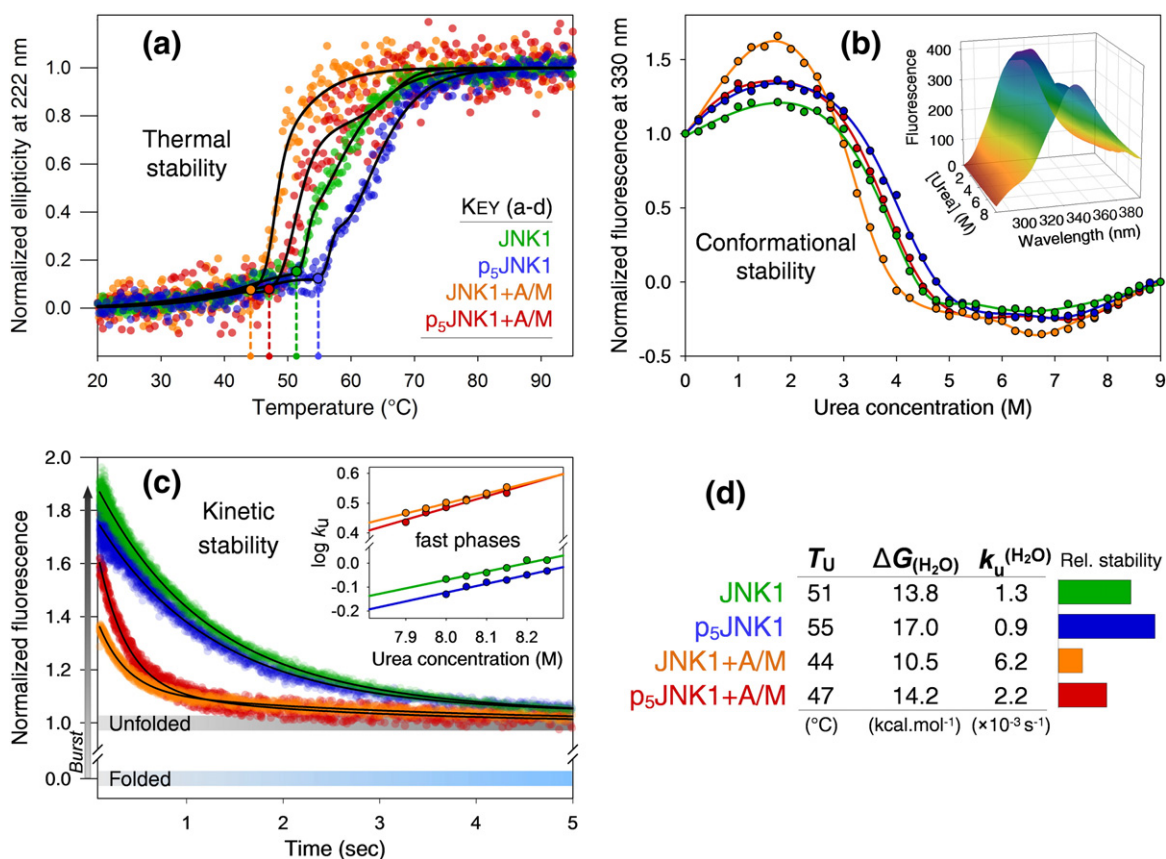 (a)
Thermal
stability
KEY (a-d)
JNK1
p₅JNK1
JNK1+A/M
p₅JNK1+A/M
Normalized ellipticity at 222 nm
1.0
0.8
0.6
0.4
0.2
0.0
20 30 40 50 60 70 80 90
Temperature (°C)
(b)
Conformational
stability
Normalized fluorescence at 330 nm
1.5
1.0
0.5
0.0
-0.5
0 1 2 3 4 5 6 7 8 9
Urea concentration (M)
Fluorescence
400
300
200
100
0
2
4
6
8
[Urea] (M)
300 320 340 360 380
Wavelength (nm)
(c)
Kinetic
stability
Normalized fluorescence
2.0
1.8
1.6
1.4
1.2
1.0
0.0
Burst
Unfolded
Folded
1 2 3 4 5
Time (sec)
log kᵤ
0.6
0.5
0.4
0.0
-0.1
-0.2
fast phases
7.9 8.0 8.1 8.2
Urea concentration (M)
(d)
T_U ΔG(H₂O) kᵤ(H₂O) Rel. stability
JNK1 51 13.8 1.3
p₅JNK1 55 17.0 0.9
JNK1+A/M 44 10.5 6.2
p₅JNK1+A/M 47 14.2 2.2
(°C) (kcal.mol⁻¹) (×10⁻³ s⁻¹)